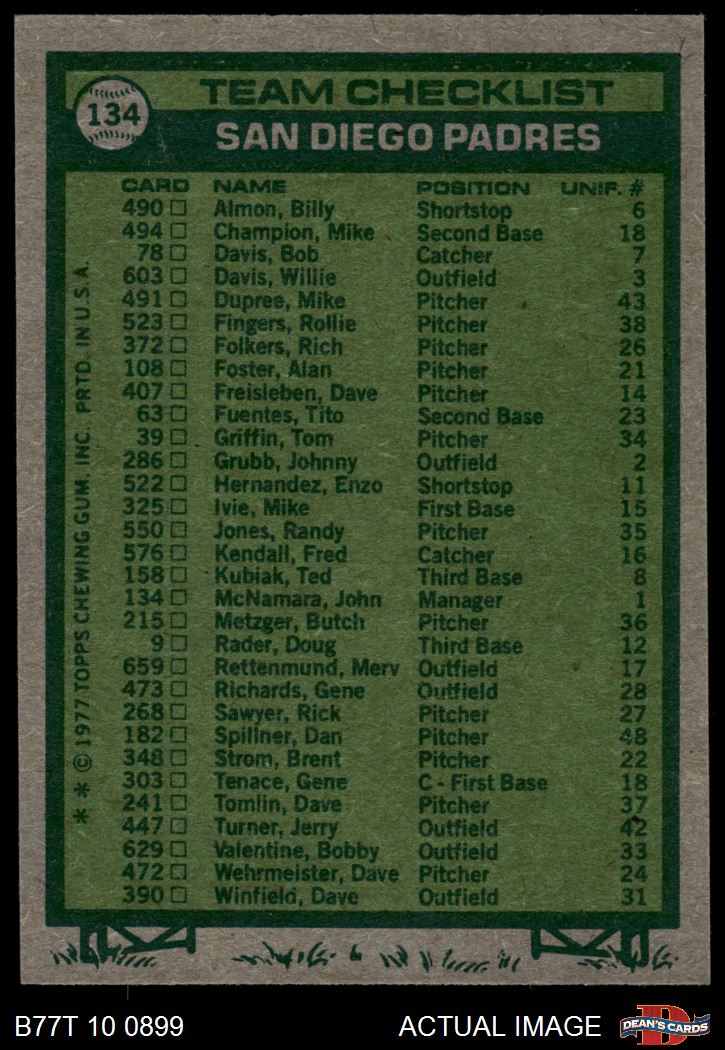 134
TEAM CHECKLIST
SAN DIEGO PADRES
CARD NAME POSITION UNIF. #
490 Almon, Billy Shortstop 6
494 Champion, Mike Second Base 18
78 Davis, Bob Catcher 7
603 Davis, Willie Outfield 3
491 Dupree, Mike Pitcher 43
523 Fingers, Rollie Pitcher 38
372 Folkers, Rich Pitcher 26
108 Foster, Alan Pitcher 21
407 Freisleben, Dave Pitcher 14
63 Fuentes, Tito Second Base 23
39 Griffin, Tom Pitcher 34
286 Grubb, Johnny Outfield 2
522 Hernandez, Enzo Shortstop 11
325 Ivie, Mike First Base 15
550 Jones, Randy Pitcher 35
576 Kendall, Fred Catcher 16
158 Kubiak, Ted Third Base 8
134 McNamara, John Manager 1
215 Metzger, Butch Pitcher 36
9 Rader, Doug Third Base 12
659 Rettenmund, Merv Outfield 17
473 Richards, Gene Outfield 28
268 Sawyer, Rick Pitcher 27
182 Spillner, Dan Pitcher 48
348 Strom, Brent Pitcher 22
303 Tenace, Gene C - First Base 18
241 Tomlin, Dave Pitcher 37
447 Turner, Jerry Outfield 42
629 Valentine, Bobby Outfield 33
472 Wehrmeister, Dave Pitcher 24
390 Winfield, Dave Outfield 31
* * © 1977 TOPPS CHEWING GUM, INC. PRTD. IN U.S.A.
B77T 10 0899 ACTUAL IMAGE
D
DEAN'S CARDS